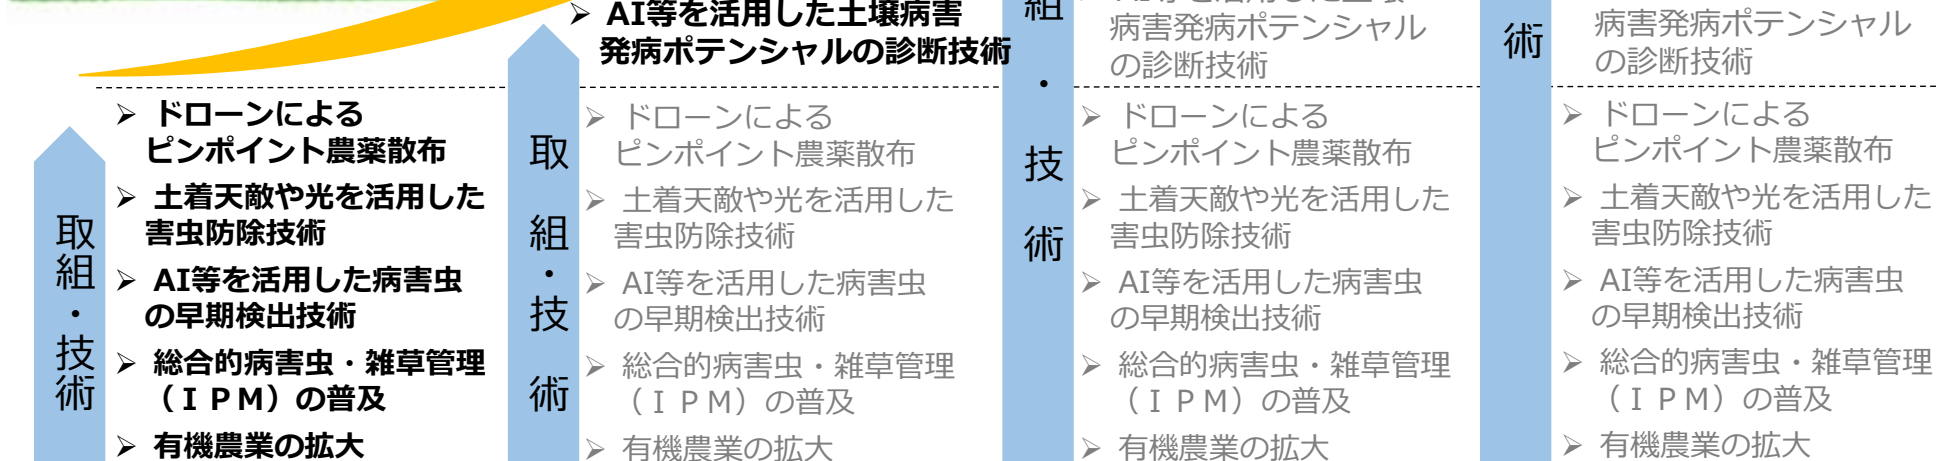 取組・技術
➢ ドローンによる
ピンポイント農薬散布
➢ 土着天敵や光を活用した
害虫防除技術
➢ AI等を活用した病害虫
の早期検出技術
➢ 総合的病害虫・雑草管理
（ＩＰＭ）の普及
➢ 有機農業の拡大
取組・技術
➢ AI等を活用した土壌病害
発病ポテンシャルの診断技術
➢ ドローンによる
ピンポイント農薬散布
➢ 土着天敵や光を活用した
害虫防除技術
➢ AI等を活用した病害虫
の早期検出技術
➢ 総合的病害虫・雑草管理
（ＩＰＭ）の普及
➢ 有機農業の拡大
組・技術
病害発病ポテンシャル
の診断技術
➢ ドローンによる
ピンポイント農薬散布
➢ 土着天敵や光を活用した
害虫防除技術
➢ AI等を活用した病害虫
の早期検出技術
➢ 総合的病害虫・雑草管理
（ＩＰＭ）の普及
➢ 有機農業の拡大
術
病害発病ポテンシャル
の診断技術
➢ ドローンによる
ピンポイント農薬散布
➢ 土着天敵や光を活用した
害虫防除技術
➢ AI等を活用した病害虫
の早期検出技術
➢ 総合的病害虫・雑草管理
（ＩＰＭ）の普及
➢ 有機農業の拡大